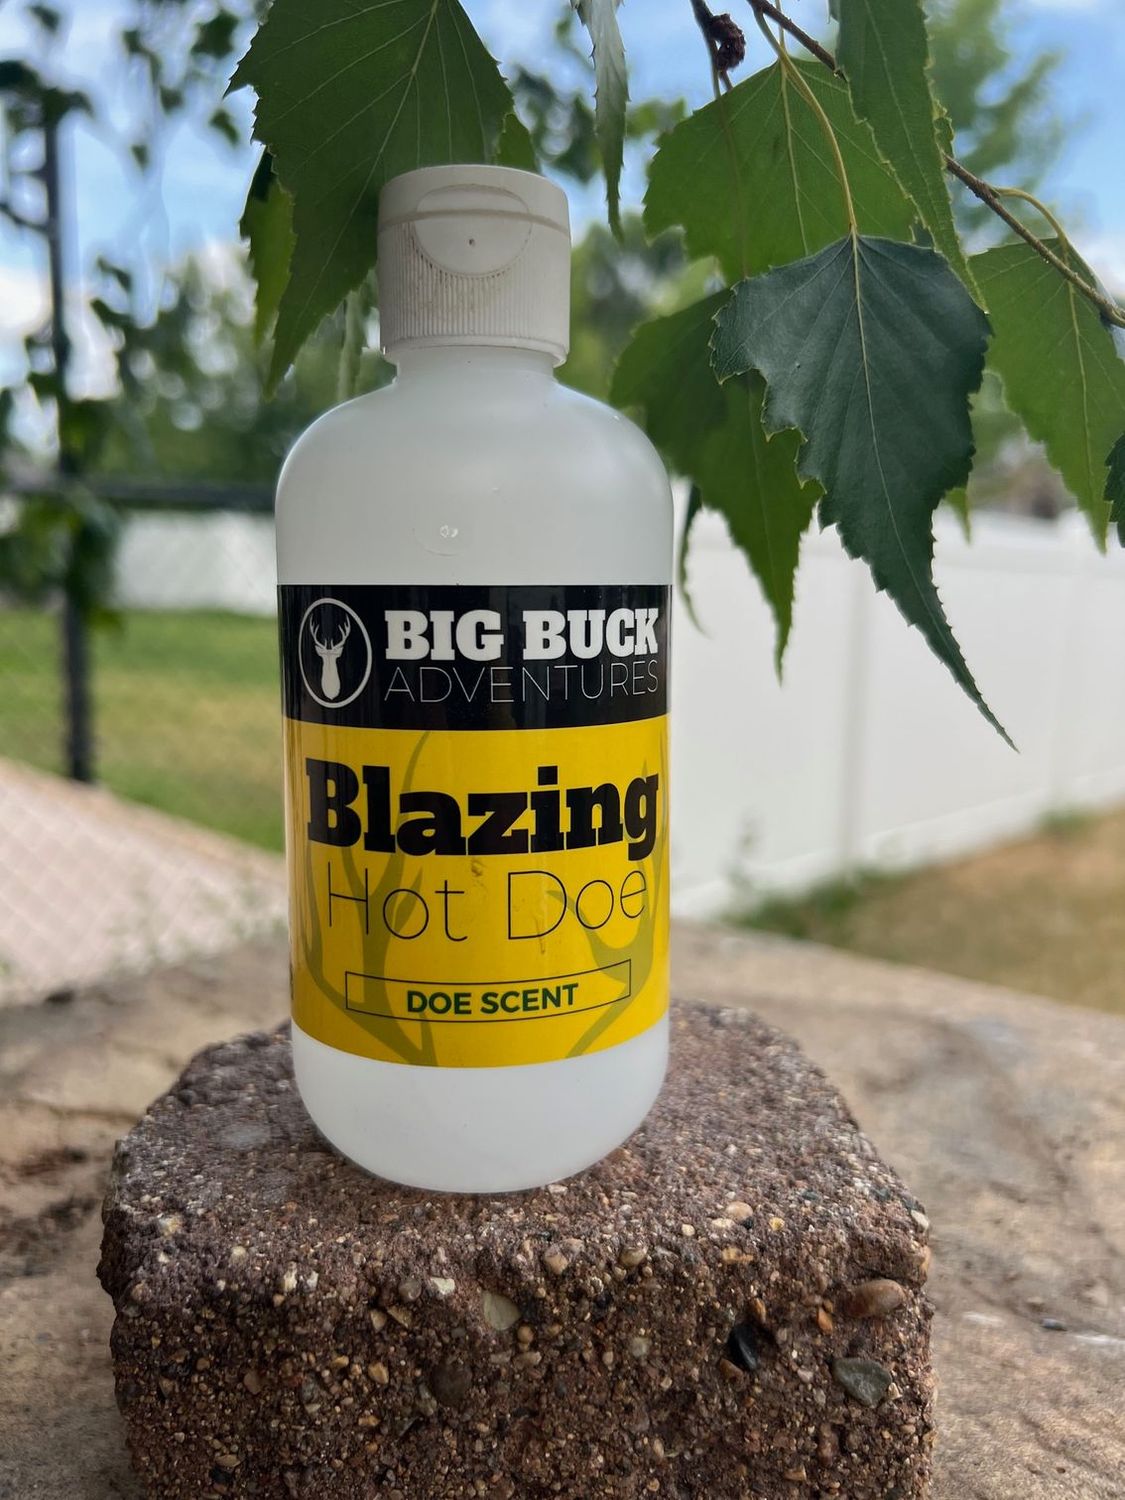 BIG BUCK
ADVENTURES
Blazing
Hot Doe
DOE SCENT